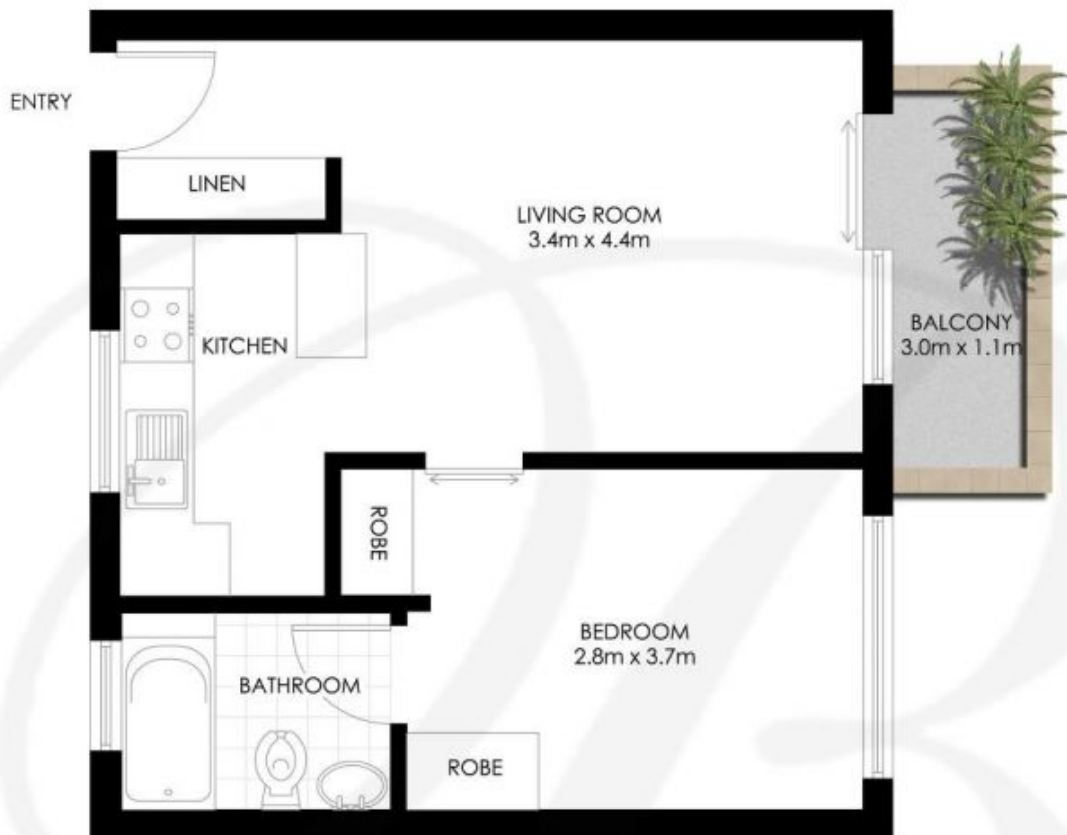 ENTRY
LINEN
LIVING ROOM
3.4m x 4.4m
KITCHEN
BALCONY
3.0m x 1.1m
ROBE
BEDROOM
2.8m x 3.7m
BATHROOM
ROBE